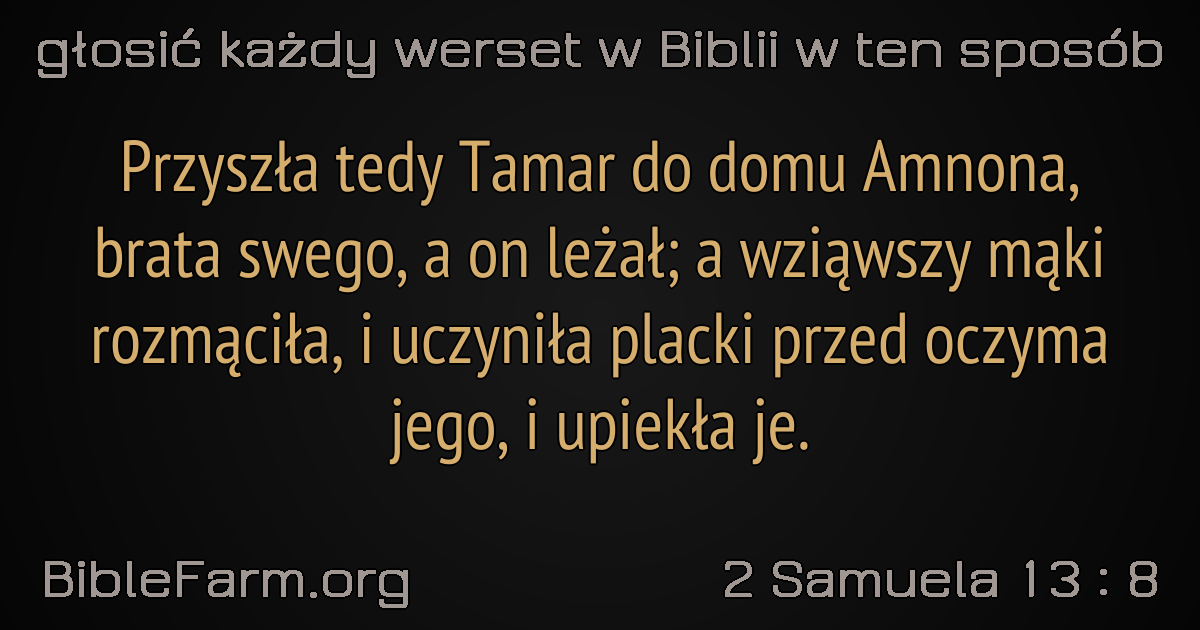 głosić każdy werset w Biblii w ten sposób
Przyszła tedy Tamar do domu Amnona,
brata swego, a on leżał; a wziąwszy mąki
rozmąciła, i uczyniła placki przed oczyma
jego, i upiekła je.
BibleFarm.org
2 Samuela 13 : 8